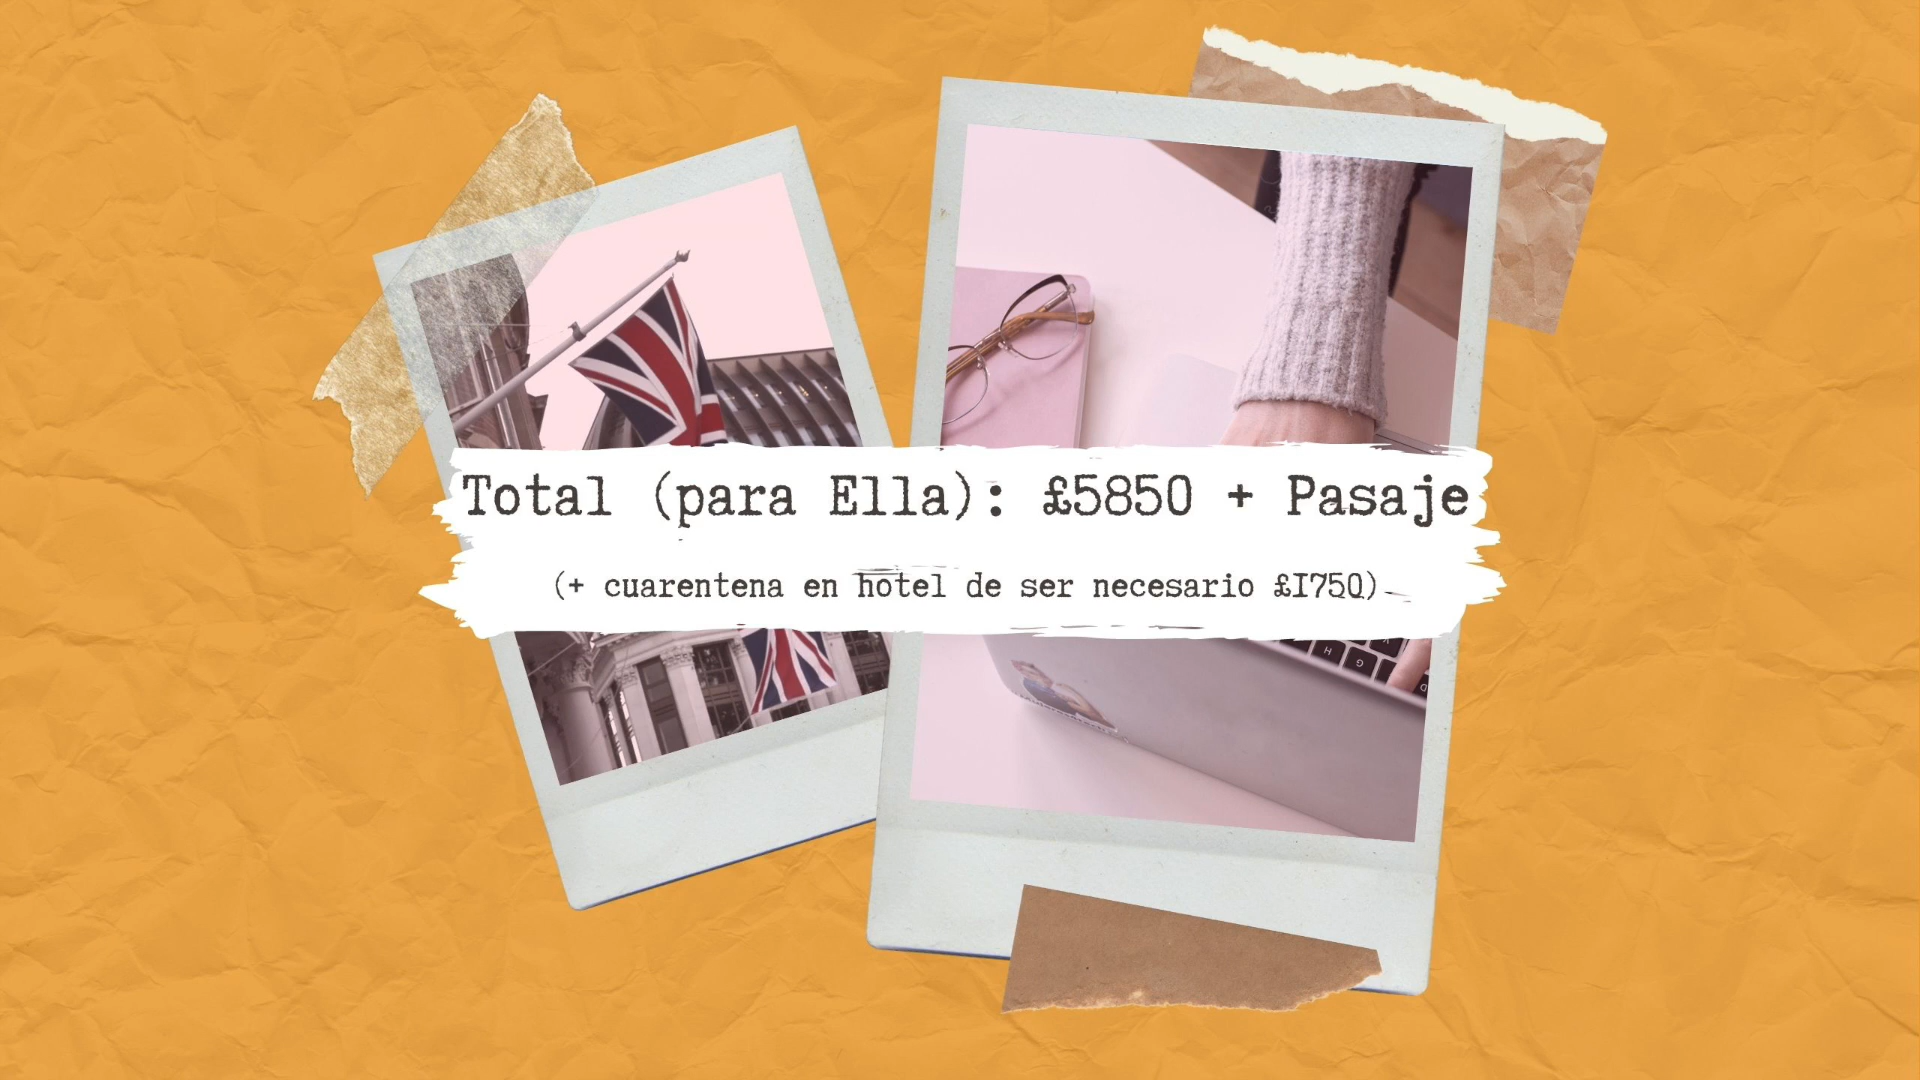 Total (para Ella): £5850 + Pasaje
(+ cuarentena en hotel de ser necesario £1750)